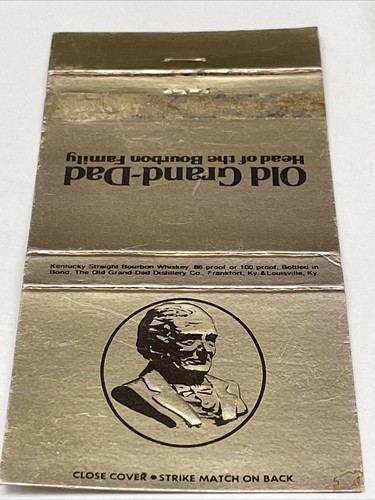 Old Grand-Dad
Head of the Bourbon Family
Kentucky Straight Bourbon Whiskey. 86 proof or 100 proof, Bottled in
Bond, The Old Grand-Dad Distillery Co., Frankfort, Ky. & Louisville, Ky.
CLOSE COVER • STRIKE MATCH ON BACK